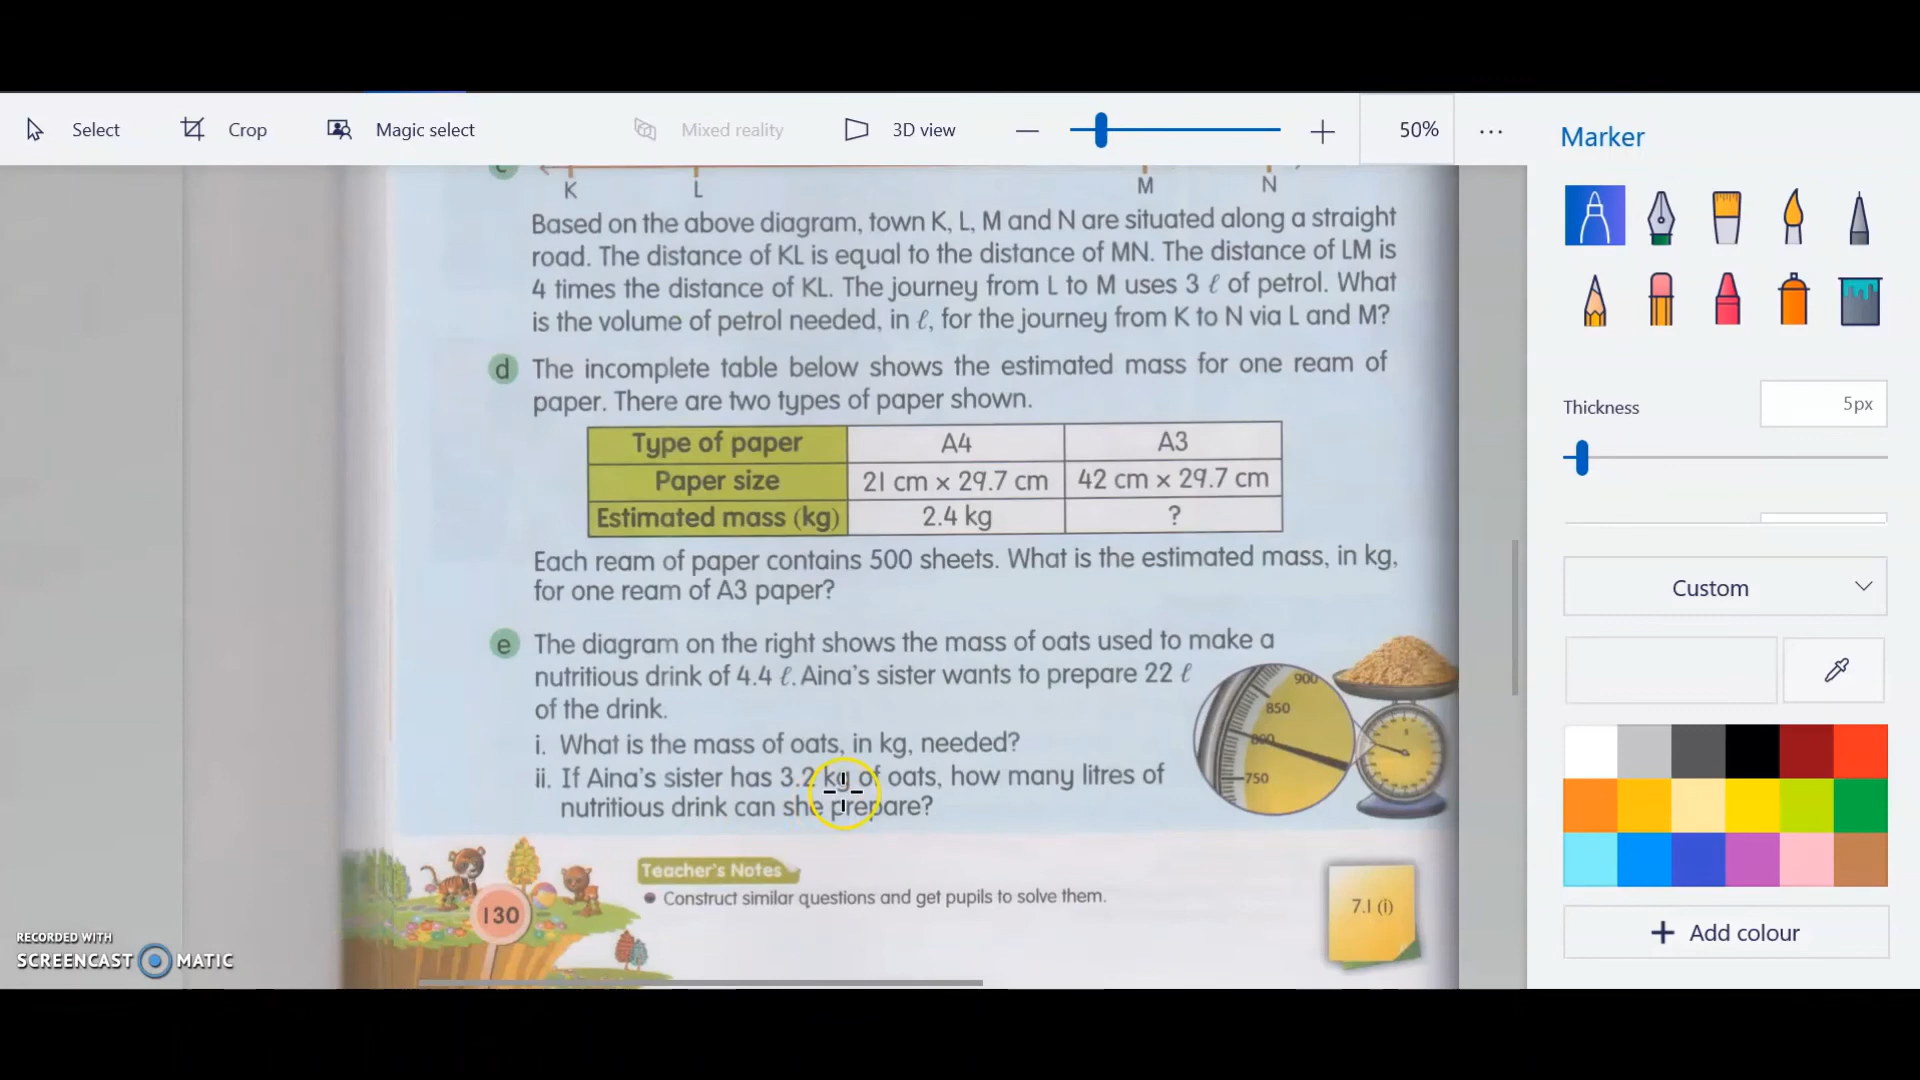 Select
Crop
Magic select
Mixed reality
3D view
50%
Marker
K
L
M
N
Based on the above diagram, town K, L, M and N are situated along a straight
road. The distance of KL is equal to the distance of MN. The distance of LM is
4 times the distance of KL. The journey from L to M uses 3 ℓ of petrol. What
is the volume of petrol needed, in ℓ, for the journey from K to N via L and M?
d The incomplete table below shows the estimated mass for one ream of
paper. There are two types of paper shown.
Type of paper A4 A3
Paper size 21 cm × 29.7 cm 42 cm × 29.7 cm
Estimated mass (kg) 2.4 kg ?
Each ream of paper contains 500 sheets. What is the estimated mass, in kg,
for one ream of A3 paper?
e The diagram on the right shows the mass of oats used to make a
nutritious drink of 4.4 ℓ. Aina's sister wants to prepare 22 ℓ
of the drink.
i. What is the mass of oats, in kg, needed?
ii. If Aina's sister has 3.2 kg of oats, how many litres of
nutritious drink can she prepare?
900
850
800
750
Teacher's Notes
● Construct similar questions and get pupils to solve them.
130
7.1 (i)
Thickness
5px
Custom
+ Add colour
RECORDED WITH
SCREENCAST MATIC